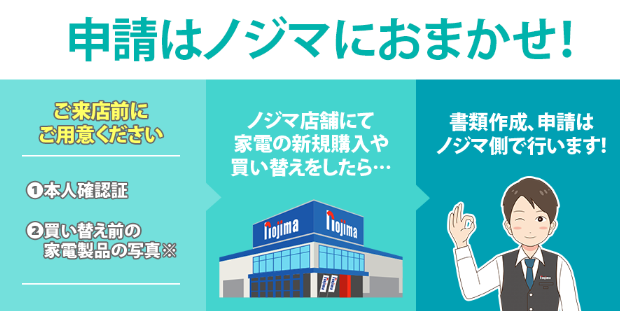 申請はノジマにおまかせ!
ご来店前に
ご用意ください
❶本人確認証
❷買い替え前の
家電製品の写真※
ノジマ店舗にて
家電の新規購入や
買い替えをしたら…
nojima
nojima
書類作成、申請は
ノジマ側で行います!